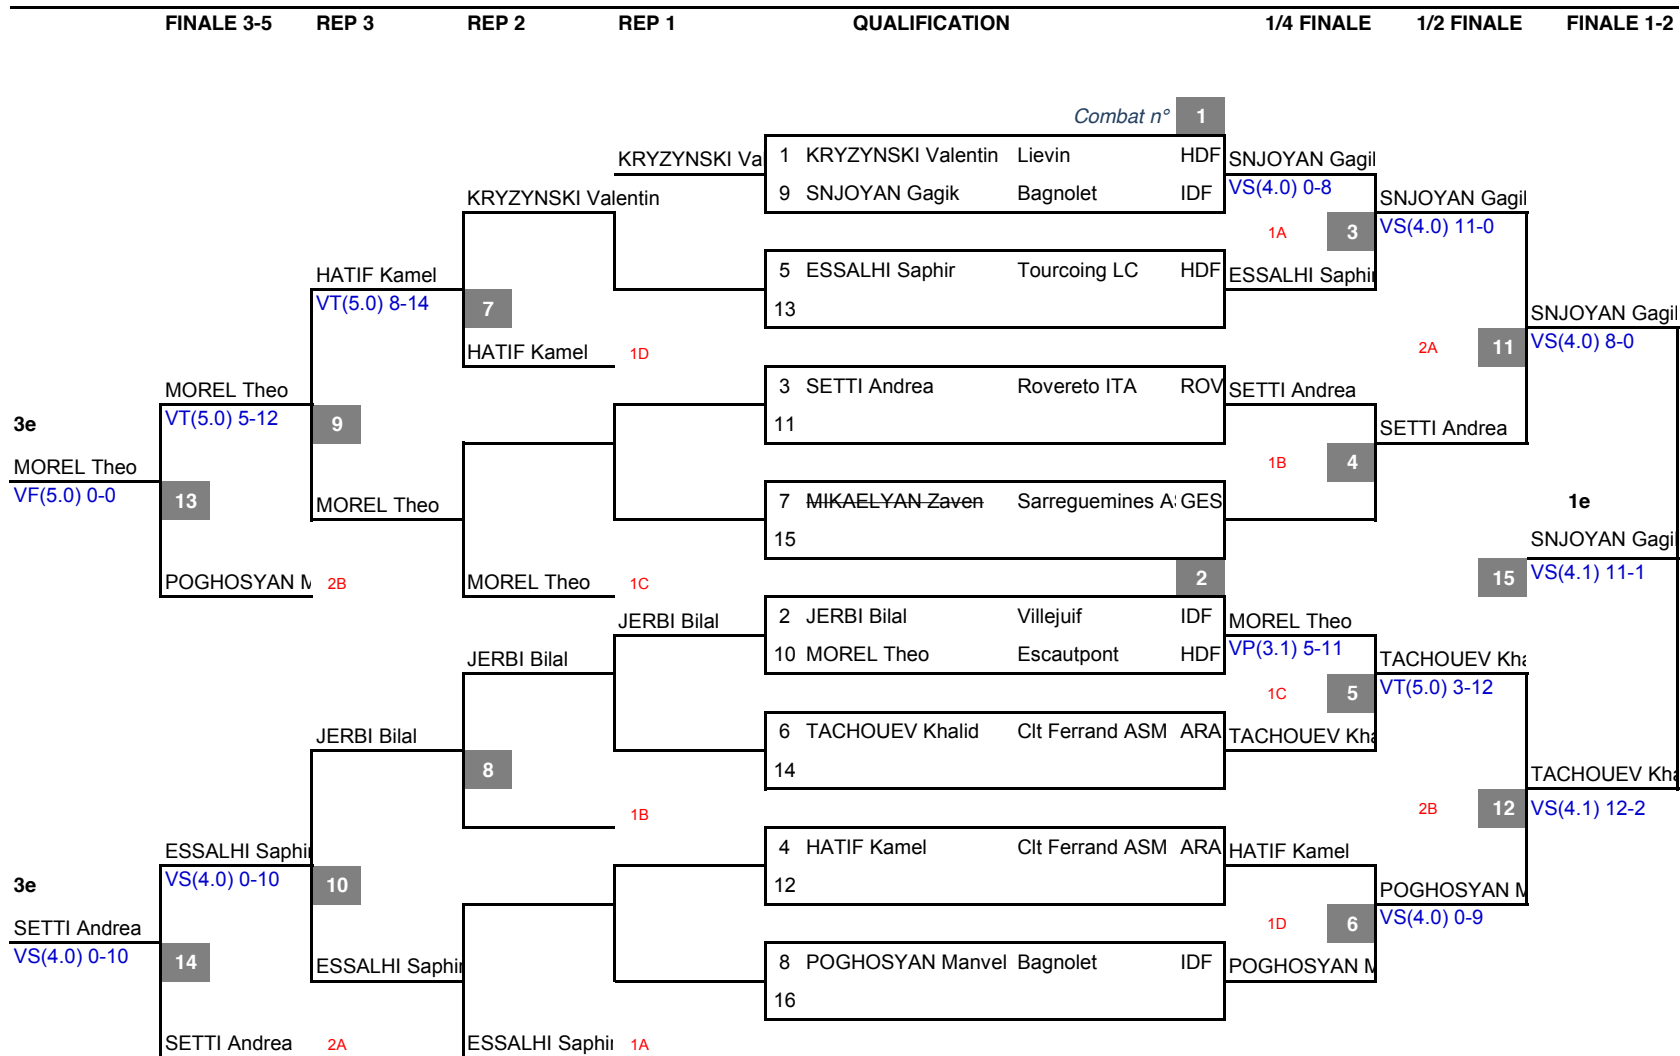 FINALE 3-5 REP 3 REP 2 REP 1 QUALIFICATION 1/4 FINALE 1/2 FINALE FINALE 1-2
Combat n° 1
KRYZYNSKI Va 1 KRYZYNSKI Valentin Lievin HDF SNJOYAN Gagil
KRYZYNSKI Valentin 9 SNJOYAN Gagik Bagnolet IDF VS(4.0) 0-8 SNJOYAN Gagil
1A 3 VS(4.0) 11-0
HATIF Kamel 5 ESSALHI Saphir Tourcoing LC HDF ESSALHI Saphir
VT(5.0) 8-14 7 13 SNJOYAN Gagil
HATIF Kamel 1D 2A 11 VS(4.0) 8-0
MOREL Theo 3 SETTI Andrea Rovereto ITA ROV SETTI Andrea
3e VT(5.0) 5-12 9 11 SETTI Andrea
MOREL Theo 1B 4
VF(5.0) 0-0 13 MOREL Theo 7 MIKAELYAN Zaven Sarreguemines A GES 1e
15 SNJOYAN Gagil
POGHOSYAN M 2B MOREL Theo 1C 2 15 VS(4.1) 11-1
JERBI Bilal 2 JERBI Bilal Villejuif IDF MOREL Theo
JERBI Bilal 10 MOREL Theo Escautpont HDF VP(3.1) 5-11 TACHOUEV Kha
1C 5 VT(5.0) 3-12
JERBI Bilal 6 TACHOUEV Khalid Clt Ferrand ASM ARA TACHOUEV Kha
8 14 TACHOUEV Kha
1B 2B 12 VS(4.1) 12-2
ESSALHI Saphir 4 HATIF Kamel Clt Ferrand ASM ARA HATIF Kamel
3e VS(4.0) 0-10 10 12 POGHOSYAN M
SETTI Andrea 1D 6 VS(4.0) 0-9
VS(4.0) 0-10 14 ESSALHI Saphir 8 POGHOSYAN Manvel Bagnolet IDF POGHOSYAN M
16
SETTI Andrea 2A ESSALHI Saphir 1A